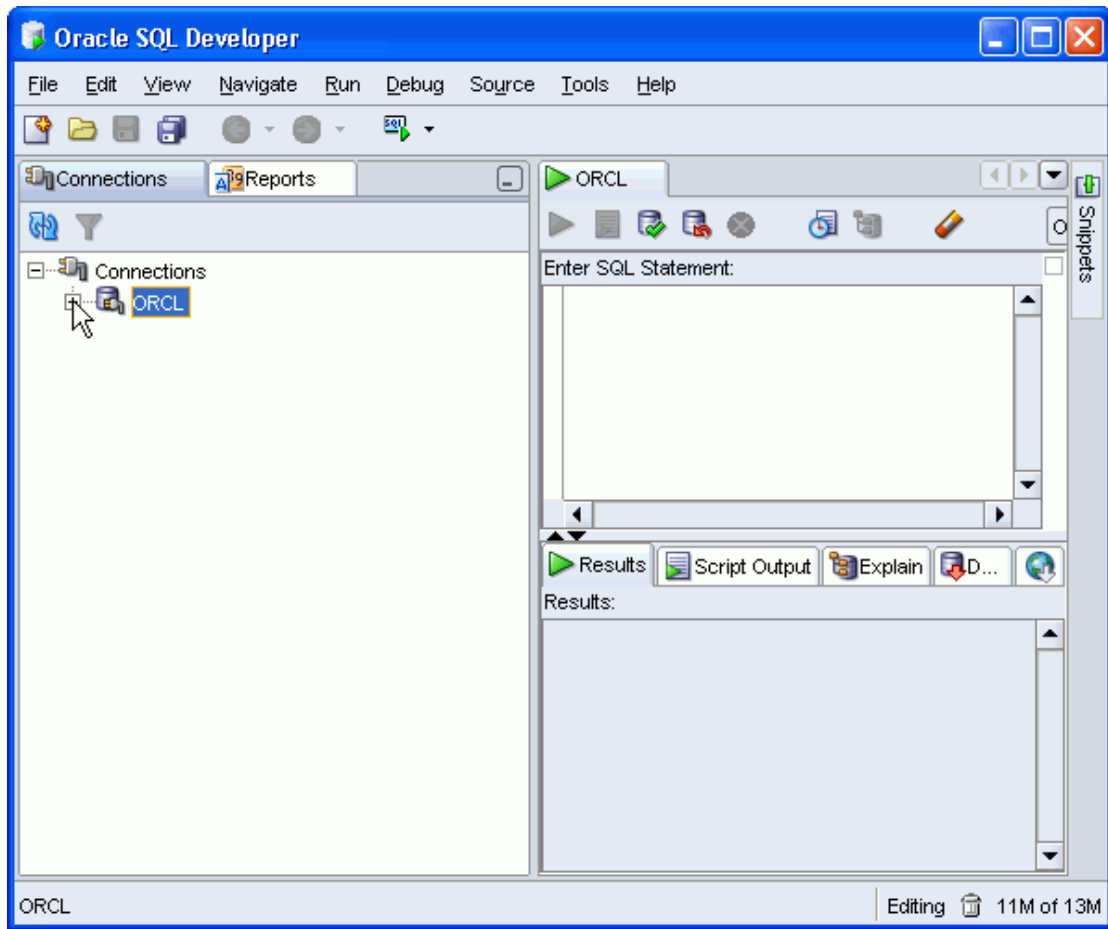 Oracle SQL Developer
File Edit View Navigate Run Debug Source Tools Help
Connections Reports
ORCL
Snippets
Connections
ORCL
Enter SQL Statement:
Results Script Output Explain D...
Results:
ORCL
Editing 11M of 13M